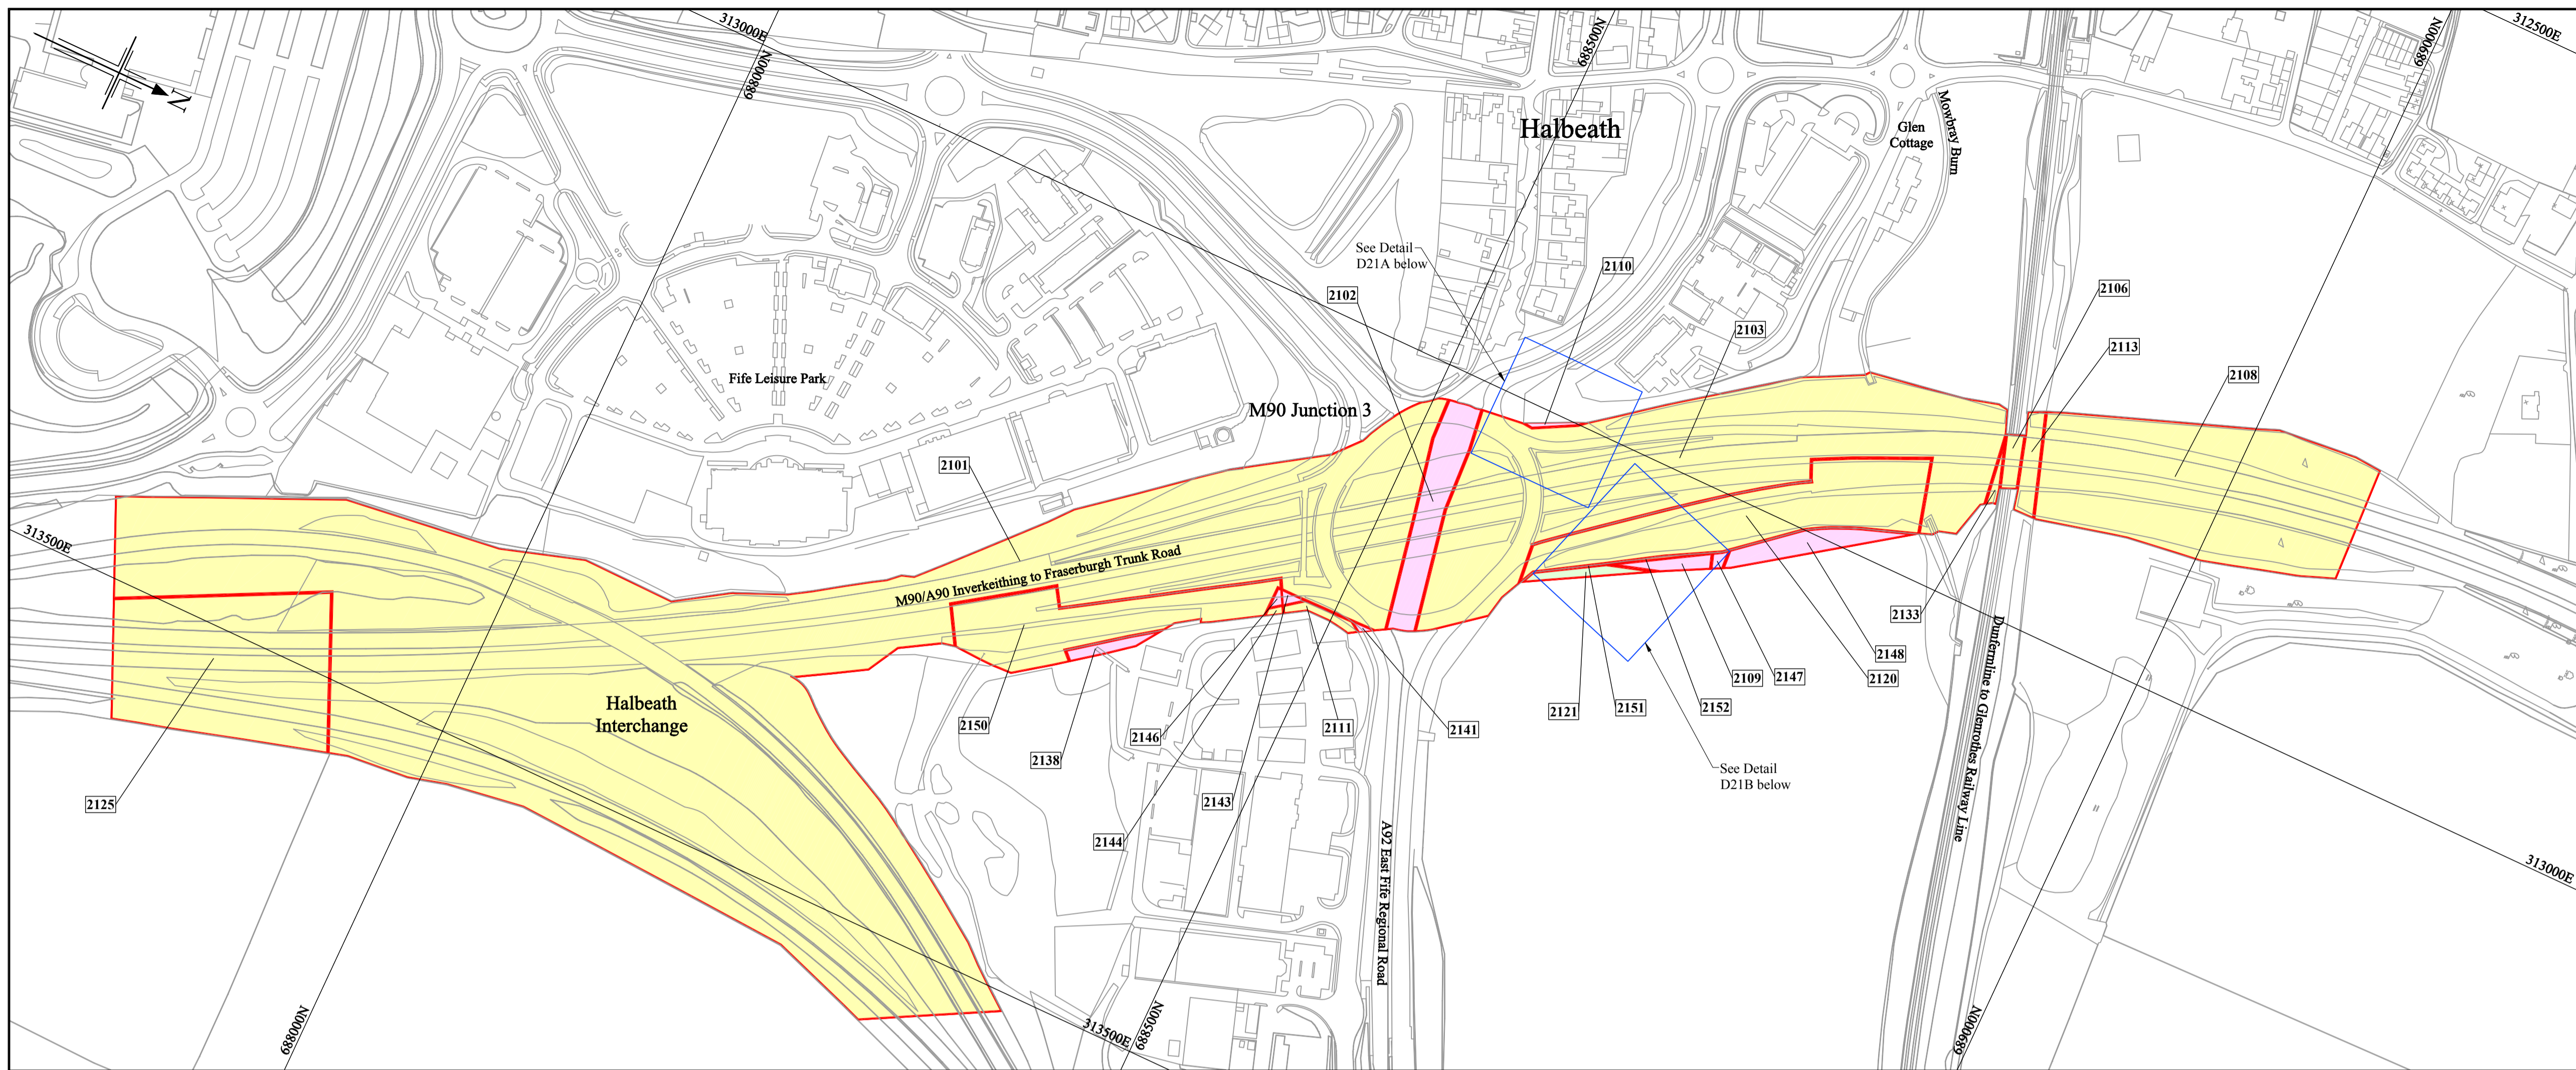 313000E
688000N
688500N
689000N
312500E
N
Halbeath
Mowbray Burn
Glen
Cottage
See Detail
D21A below
2110
2102
2106
2103
2113
2108
Fife Leisure Park
M90 Junction 3
2101
313500E
M90/A90 Inverkeithing to Fraserburgh Trunk Road
2133
2148
2120
2147
2109
2152
2151
2121
Halbeath
Interchange
2150
2146
2138
2111
2141
See Detail
D21B below
2125
2143
2144
A92 East Fife Regional Road
Dunfermline to Glenrothes Railway Line
313000E
688000N
313500E
688500N
689000N